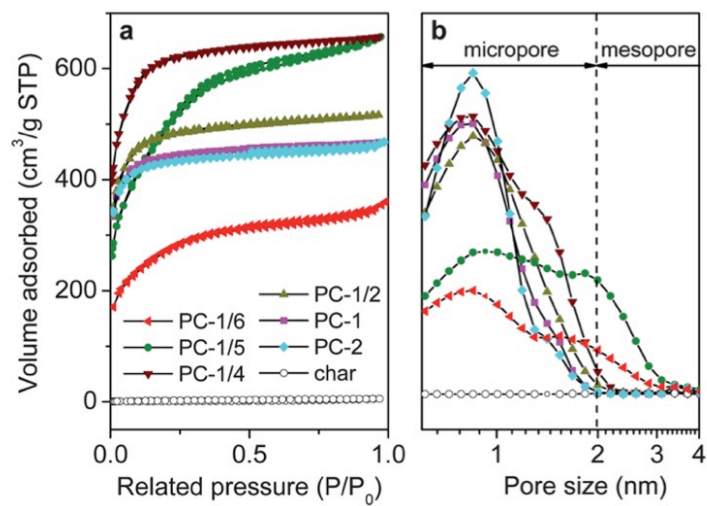 a
b
micropore
mesopore
Volume adsorbed (cm³/g STP)
600
400
200
0
PC-1/6
PC-1/5
PC-1/4
PC-1/2
PC-1
PC-2
char
0.0
0.5
1.0
1
2
3
4
Related pressure (P/P₀)
Pore size (nm)